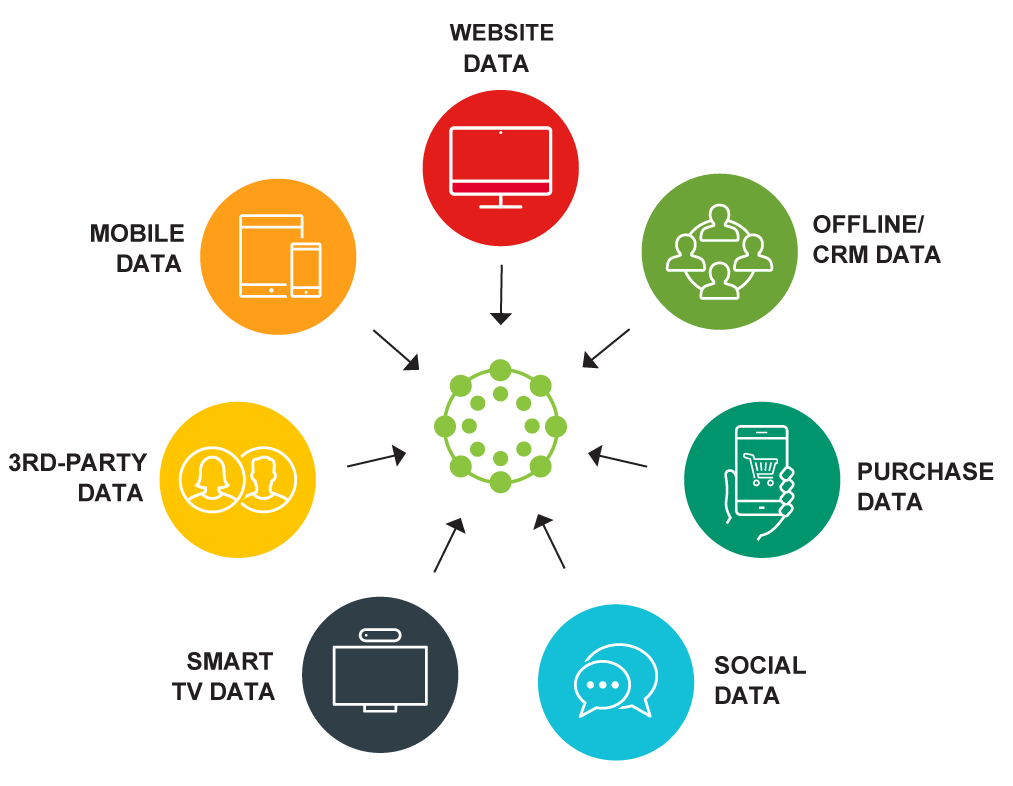 WEBSITE
DATA
MOBILE
DATA
OFFLINE/
CRM DATA
3RD-PARTY
DATA
PURCHASE
DATA
SMART
TV DATA
SOCIAL
DATA